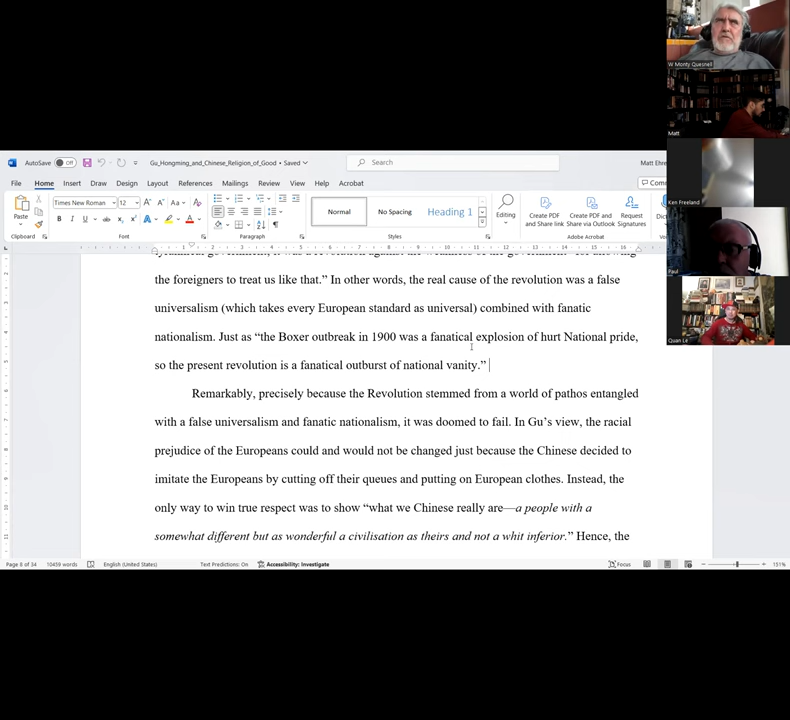 AutoSave Off Gu_Hongming_and_Chinese_Religion_of_Good • Saved Search Matt
File Home Insert Draw Design Layout References Mailings Review View Help Acrobat
Paste Times New Roman 12 Aa Normal No Spacing Heading 1 Editing Create PDF and Share link Create PDF and Share via Outlook Request Signatures
B I U
Clipboard Font Paragraph Styles Adobe Acrobat
the foreigners to treat us like that.” In other words, the real cause of the revolution was a false
universalism (which takes every European standard as universal) combined with fanatic
nationalism. Just as “the Boxer outbreak in 1900 was a fanatical explosion of hurt National pride,
so the present revolution is a fanatical outburst of national vanity.”
Remarkably, precisely because the Revolution stemmed from a world of pathos entangled
with a false universalism and fanatic nationalism, it was doomed to fail. In Gu’s view, the racial
prejudice of the Europeans could and would not be changed just because the Chinese decided to
imitate the Europeans by cutting off their queues and putting on European clothes. Instead, the
only way to win true respect was to show “what we Chinese really are—a people with a
somewhat different but as wonderful a civilisation as theirs and not a whit inferior.” Hence, the
Page 8 of 34 10459 words English (United States) Text Predictions: On Accessibility: Investigate Focus 151%
W Monty Quesnell
Matt
Ken Freeland
Paul
Quan Le